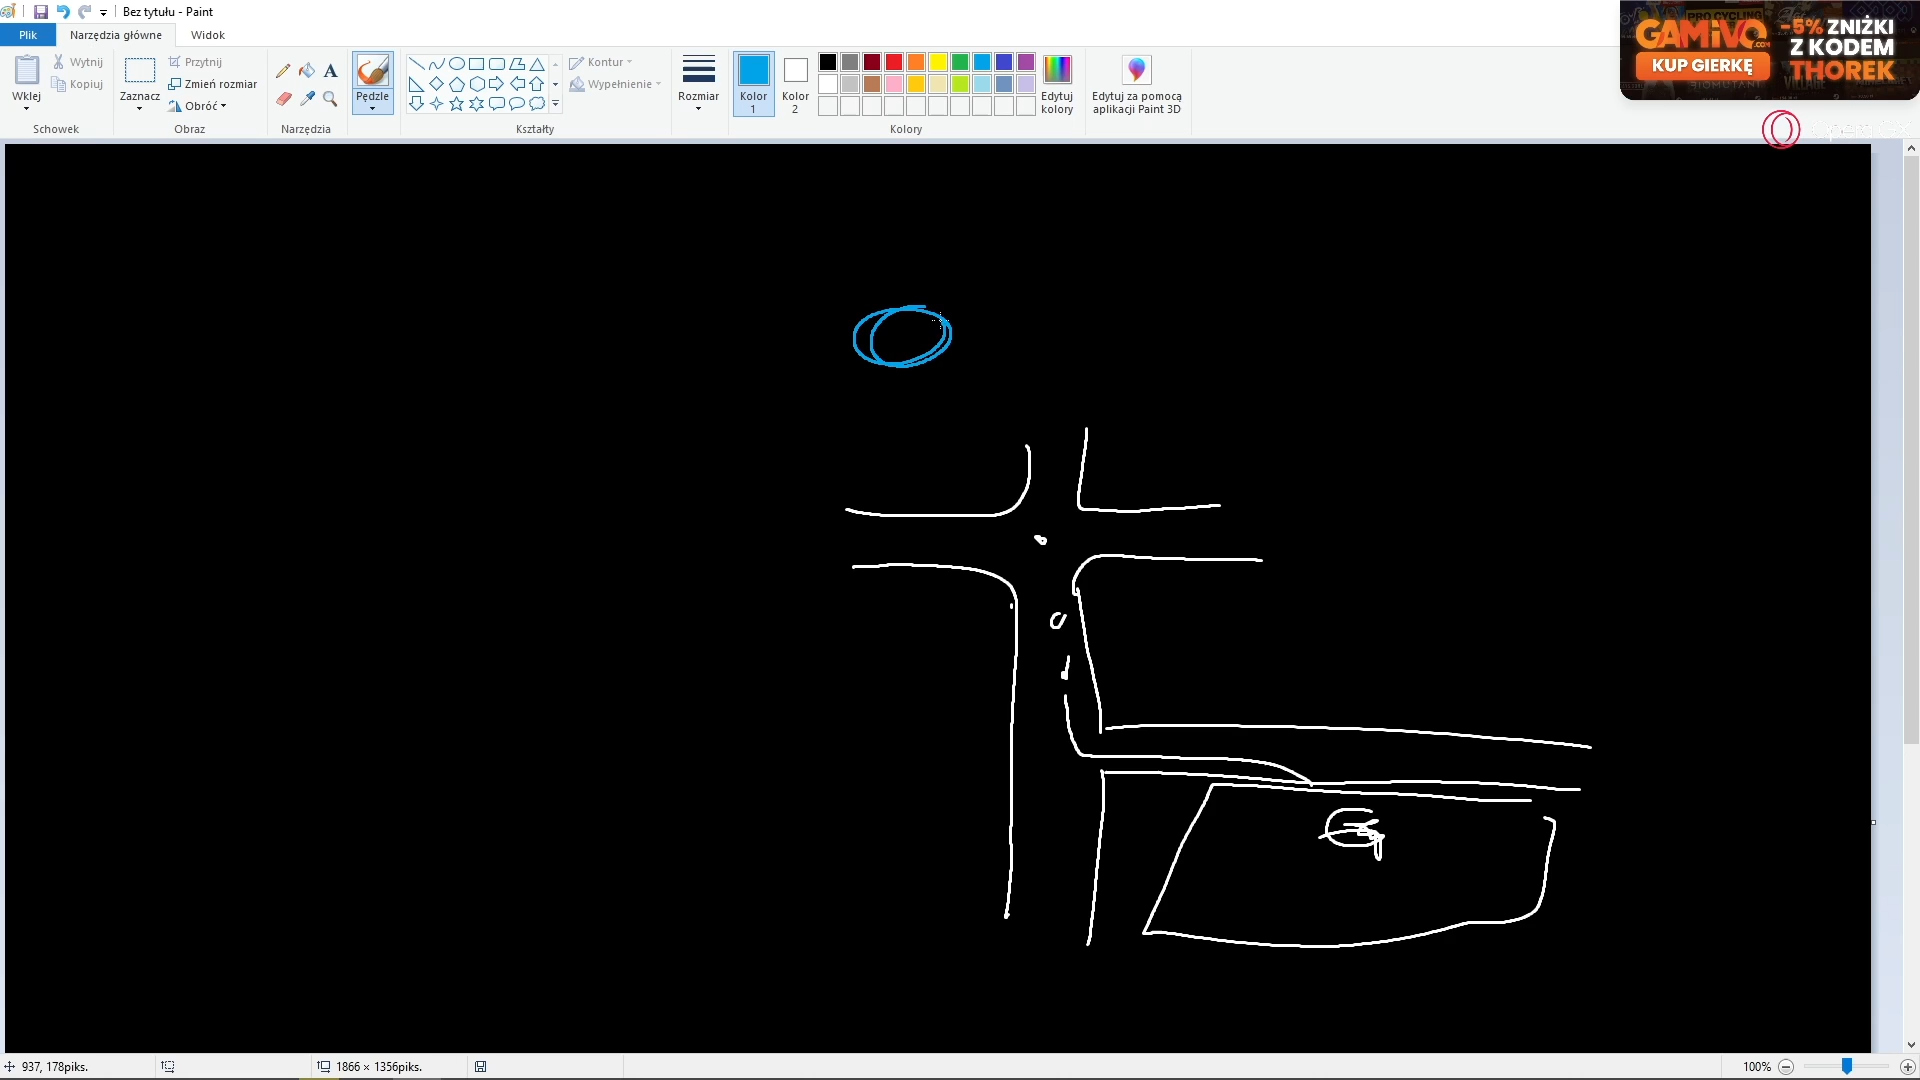 Bez tytułu - Paint
Plik Narzędzia główne Widok
Wklej
Wytnij
Kopiuj
Schowek
Zaznacz
Przytnij
Zmień rozmiar
Obróć
Obraz
A
Narzędzia
Pędzle
Kontur
Wypełnienie
Kształty
Rozmiar
Kolor 1
Kolor 2
Edytuj kolory
Kolory
Edytuj za pomocą aplikacji Paint 3D
GAMIVO.COM
KUP GIERKĘ
-5% ZNIŻKI
Z KODEM
THOREK
937, 178piks. 1866 × 1356piks. 100%